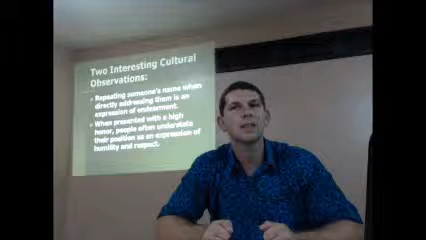 Two Interesting Cultural
Observations:
Repeating someone's name when
directly addressing them is an
expression of endearment.
When presented with a high
honor, people often understate
their position as an expression of
humility and respect.